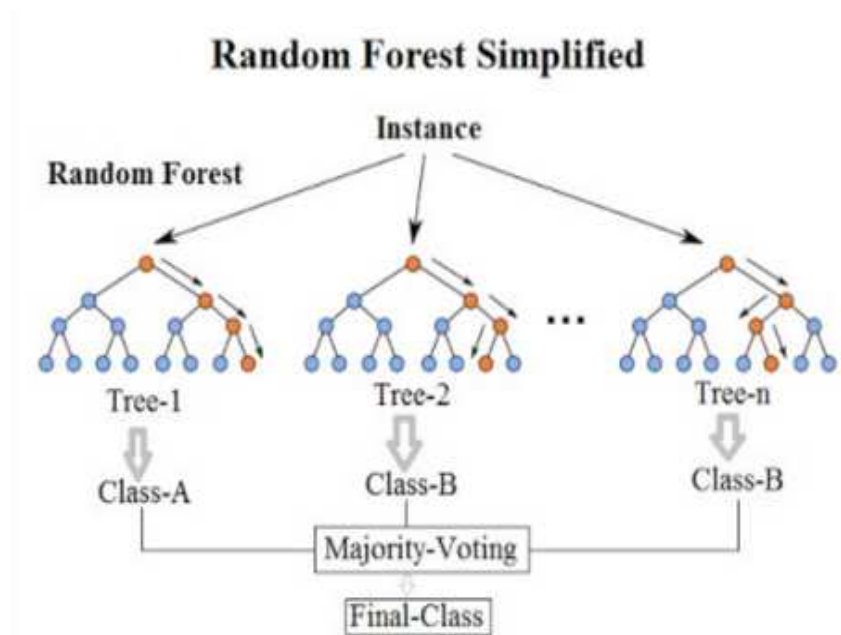 Random Forest Simplified
Instance
Random Forest
...
Tree-1
Tree-2
Tree-n
Class-A
Class-B
Class-B
Majority-Voting
Final-Class